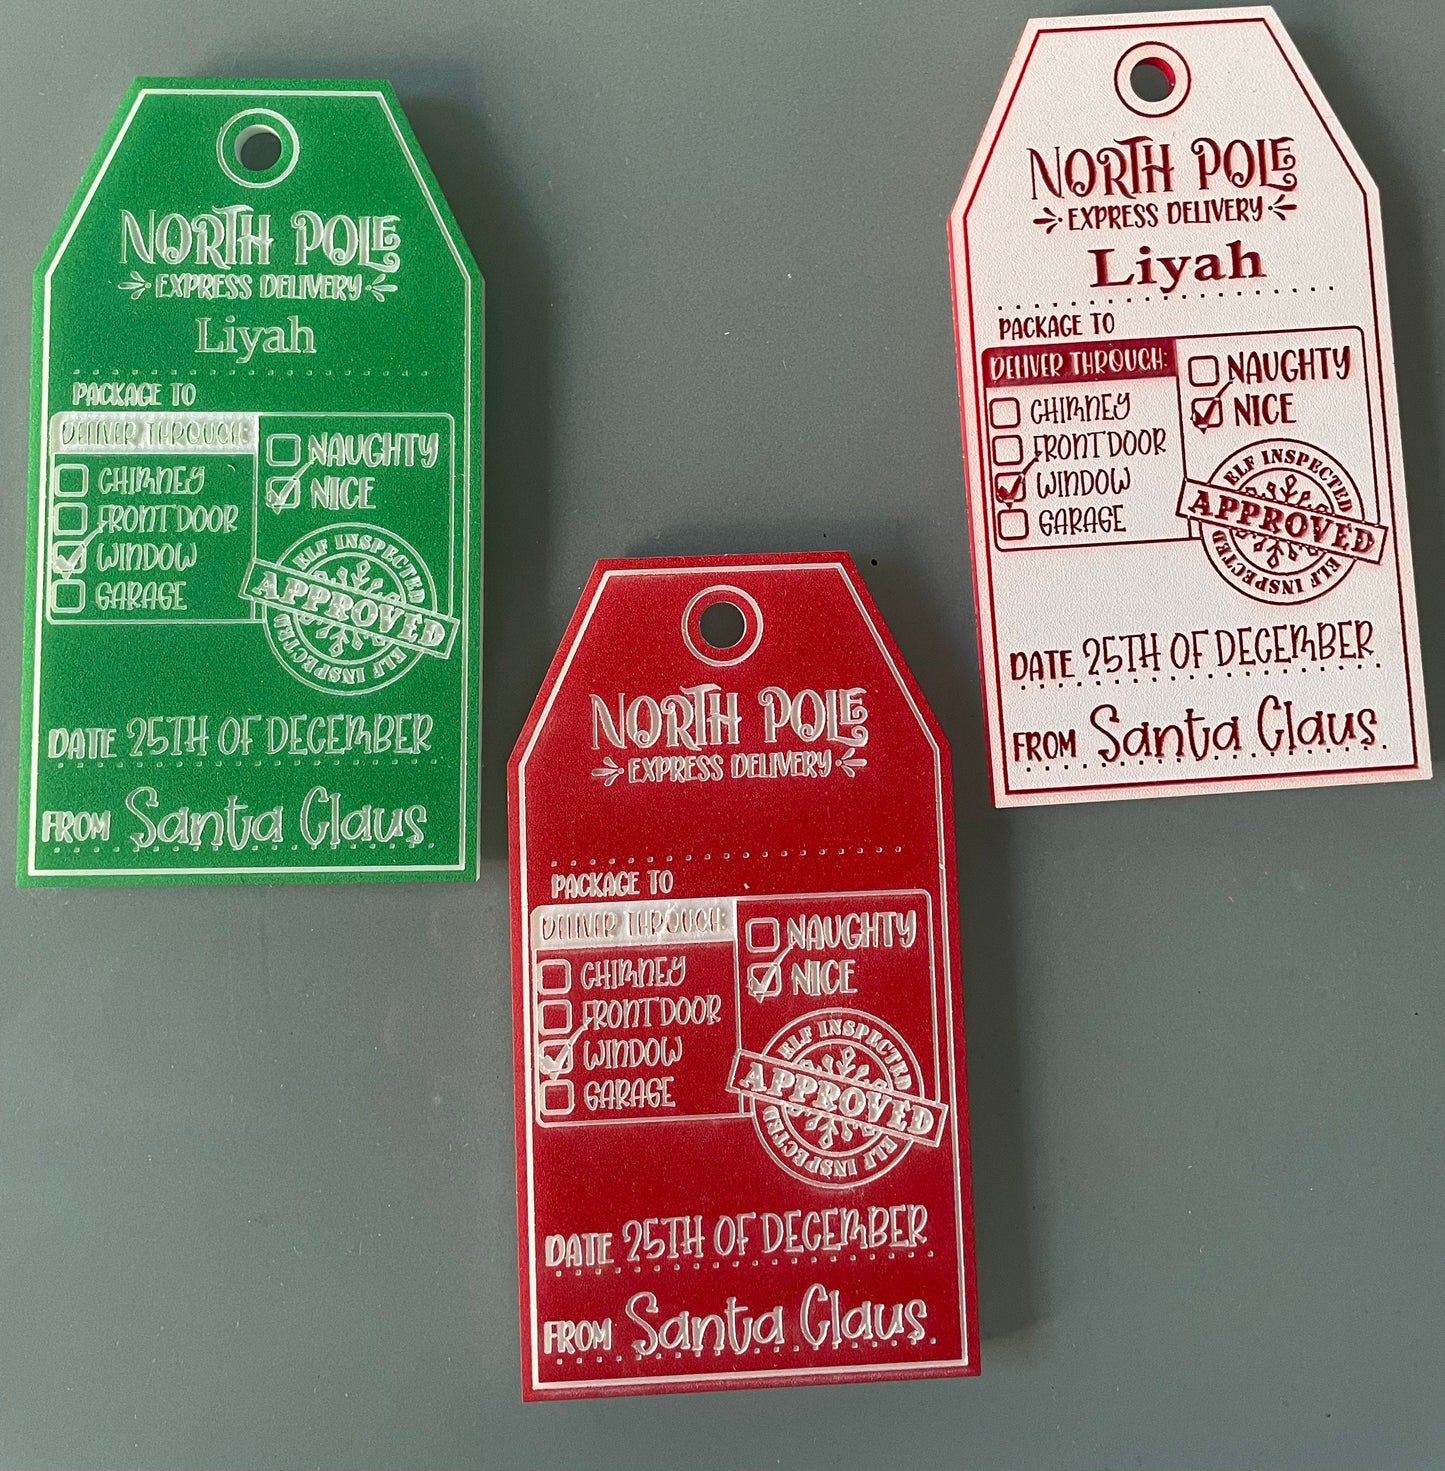 NORTH POLE
EXPRESS DELIVERY
Liyah
PACKAGE TO
DELIVER THROUGH:
CHIMNEY
FRONT DOOR
WINDOW
GARAGE
NAUGHTY
NICE
ELF INSPECTED
APPROVED
ELF INSPECTED
DATE 25TH OF DECEMBER
FROM Santa Claus
NORTH POLE
EXPRESS DELIVERY
PACKAGE TO
DELIVER THROUGH:
CHIMNEY
FRONT DOOR
WINDOW
GARAGE
NAUGHTY
NICE
ELF INSPECTED
APPROVED
ELF INSPECTED
DATE 25TH OF DECEMBER
FROM Santa Claus
NORTH POLE
EXPRESS DELIVERY
Liyah
PACKAGE TO
DELIVER THROUGH:
CHIMNEY
FRONT DOOR
WINDOW
GARAGE
NAUGHTY
NICE
ELF INSPECTED
APPROVED
ELF INSPECTED
DATE 25TH OF DECEMBER
FROM Santa Claus